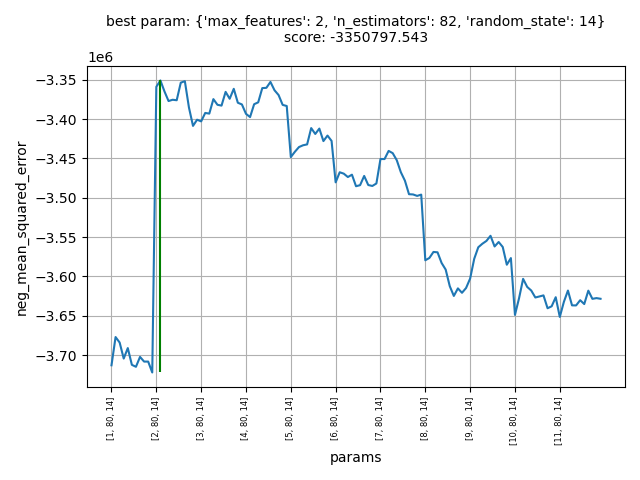 best param: {'max_features': 2, 'n_estimators': 82, 'random_state': 14}
score: -3350797.543
1e6
−3.35
−3.40
−3.45
−3.50
−3.55
−3.60
−3.65
−3.70
neg_mean_squared_error
[1, 80, 14]
[2, 80, 14]
[3, 80, 14]
[4, 80, 14]
[5, 80, 14]
[6, 80, 14]
[7, 80, 14]
[8, 80, 14]
[9, 80, 14]
[10, 80, 14]
[11, 80, 14]
params